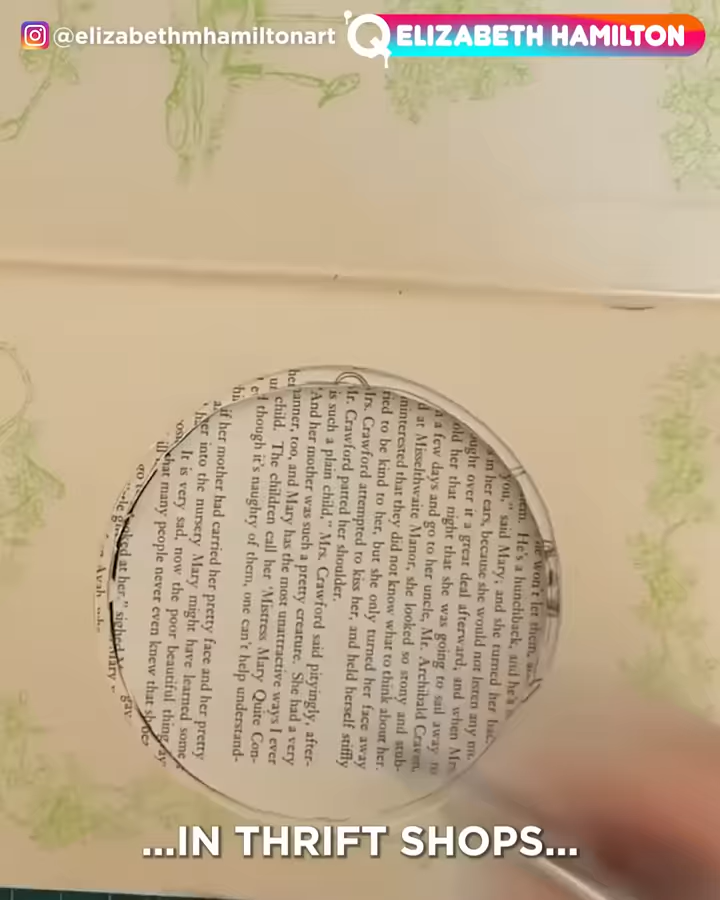 @elizabethmhamiltonart
ELIZABETH HAMILTON
he won't let them,
He's a hunchback, and he's
you," said Mary; and she turned her
in her ears, because she would not listen any
over it a great deal afterward; and when Mrs
her that night that she was going to sail away to
a few days and go to her uncle, Mr. Archibald Craven,
at Misselthwaite Manor, she looked so stony and stub-
that they did not know what to think about her.
to be kind to her, but she only turned her face away
Mrs. Crawford attempted to kiss her, and held herself stiffly
Mr. Crawford patted her shoulder.
is such a plain child," Mrs. Crawford said pityingly, after-
"And her mother was such a pretty creature. She had a very
manner, too, and Mary has the most unattractive ways I ever
child. The children call her 'Mistress Mary Quite Con-
though it's naughty of them, one can't help understand-
if her mother had carried her pretty face and her pretty
her into the nursery Mary might have learned some
It is very sad, now the poor beautiful thing
that many people never even knew that she
looked at her," sighed
...IN THRIFT SHOPS...